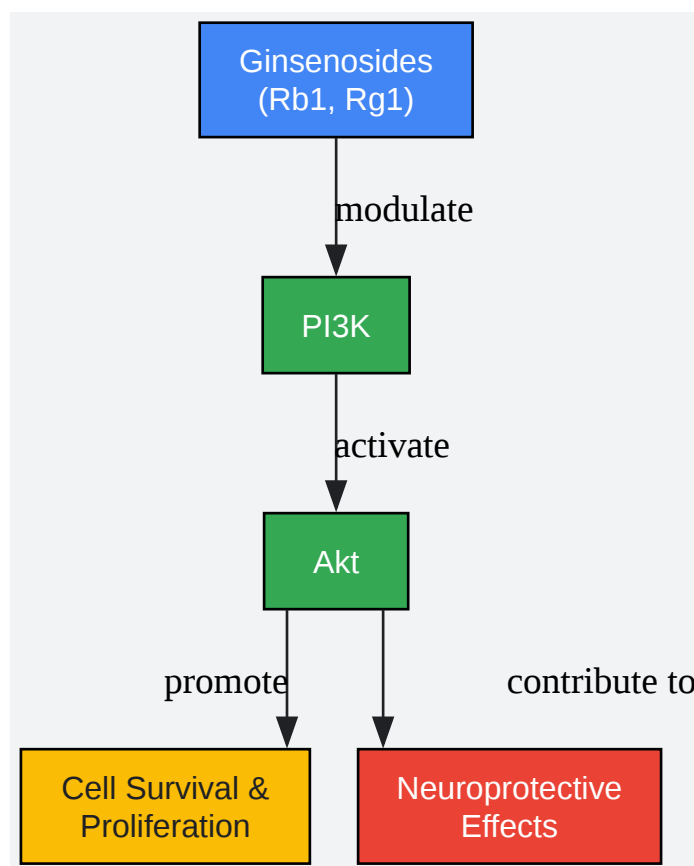 Ginsenosides
(Rb1, Rg1)
modulate
PI3K
activate
Akt
promote
contribute to
Cell Survival &
Proliferation
Neuroprotective
Effects